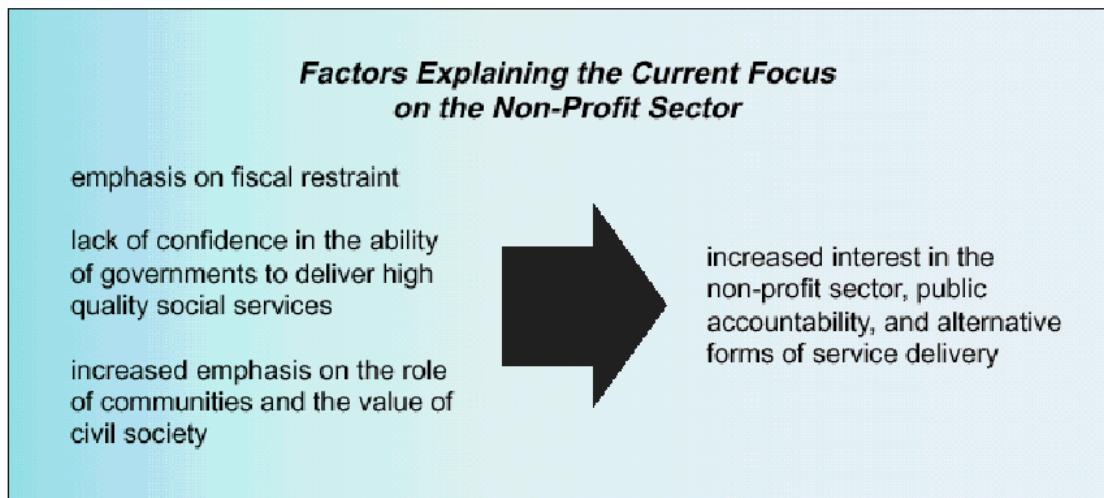 Factors Explaining the Current Focus
on the Non-Profit Sector
emphasis on fiscal restraint
lack of confidence in the ability
of governments to deliver high
quality social services
increased emphasis on the role
of communities and the value of
civil society
increased interest in the
non-profit sector, public
accountability, and alternative
forms of service delivery